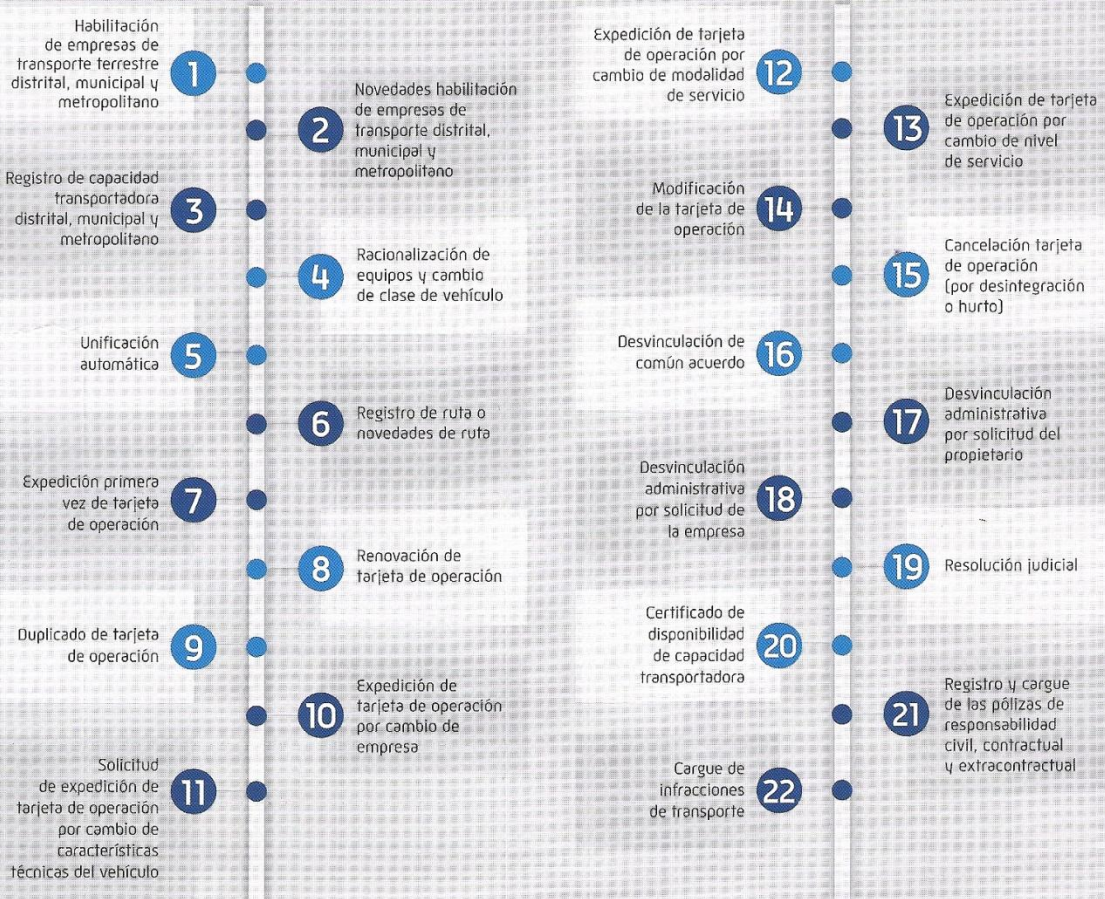 1
Habilitación
de empresas de
transporte terrestre
distrital, municipal y
metropolitano
2
Novedades habilitación
de empresas de
transporte distrital,
municipal y
metropolitano
3
Registro de capacidad
transportadora
distrital, municipal y
metropolitano
4
Racionalización de
equipos y cambio
de clase de vehículo
5
Unificación
automática
6
Registro de ruta o
novedades de ruta
7
Expedición primera
vez de tarjeta
de operación
8
Renovación de
tarjeta de operación
9
Duplicado de tarjeta
de operación
10
Expedición de
tarjeta de operación
por cambio de
empresa
11
Solicitud
de expedición de
tarjeta de operación
por cambio de
características
técnicas del vehículo
12
Expedición de tarjeta
de operación por
cambio de modalidad
de servicio
13
Expedición de tarjeta
de operación por
cambio de nivel
de servicio
14
Modificación
de la tarjeta de
operación
15
Cancelación tarjeta
de operación
(por desintegración
o hurto)
16
Desvinculación de
común acuerdo
17
Desvinculación
administrativa
por solicitud del
propietario
18
Desvinculación
administrativa
por solicitud de
la empresa
19
Resolución judicial
20
Certificado de
disponibilidad
de capacidad
transportadora
21
Registro y cargue
de las pólizas de
responsabilidad
civil, contractual
y extracontractual
22
Cargue de
infracciones
de transporte